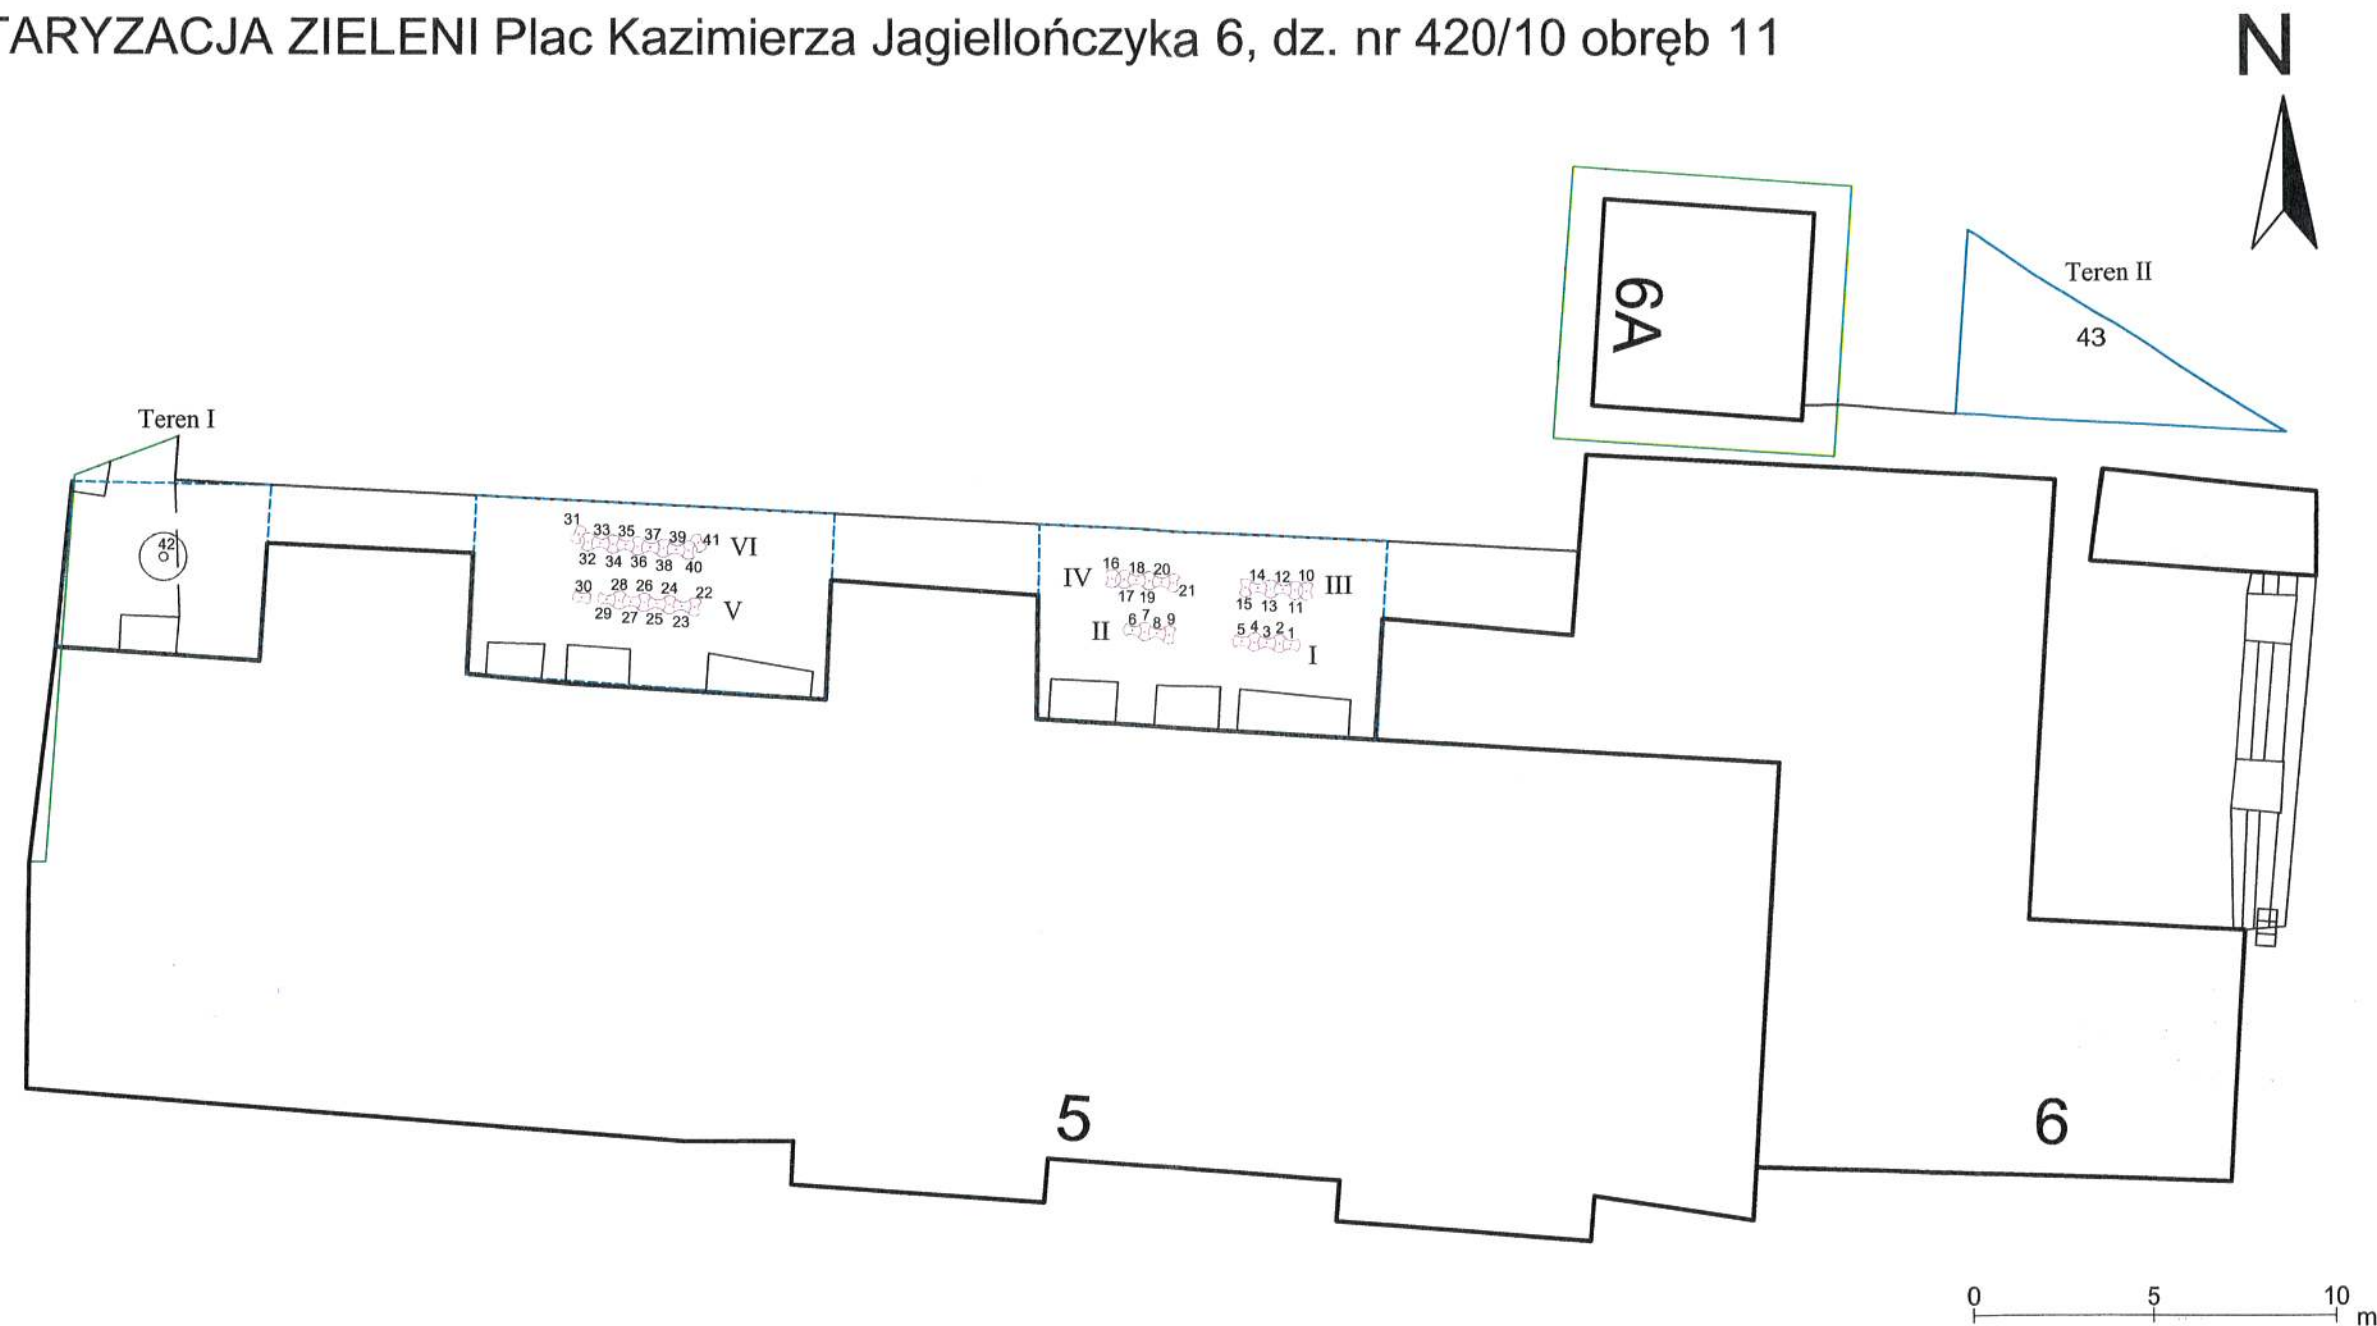 TARYZACJA ZIELENI Plac Kazimierza Jagiellończyka 6, dz. nr 420/10 obręb 11
N
Teren II
43
6A
Teren I
42
31 33 35 37 39 41 VI
32 34 36 38 40
30 28 26 24 22 V
29 27 25 23
IV 16 18 20
17 19 21
14 12 10 III
15 13 11
II 6 7 8 9
5 4 3 2 1
I
5
6
0 5 10 m